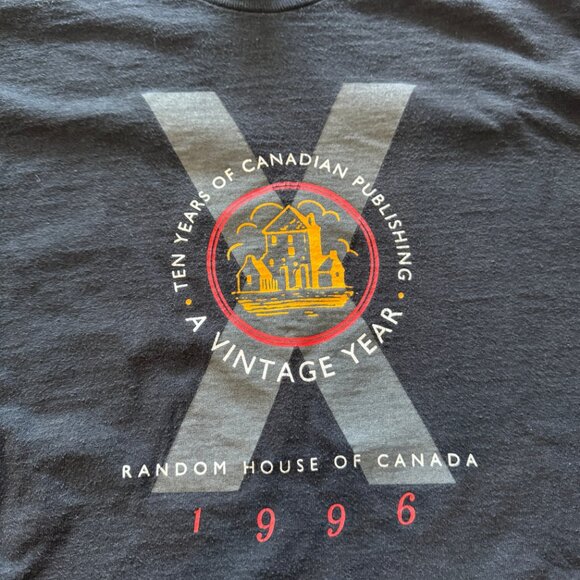 X
· TEN YEARS OF CANADIAN PUBLISHING ·
A VINTAGE YEAR
RANDOM HOUSE OF CANADA
1996